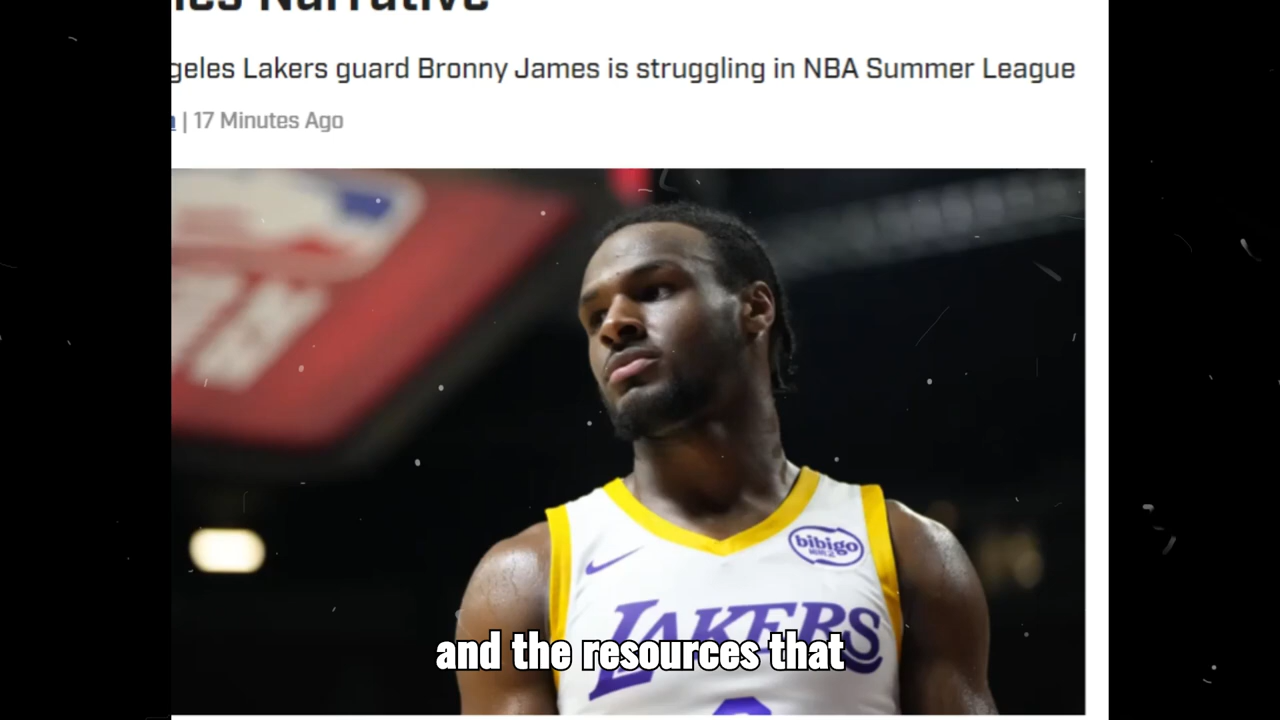 geles Lakers guard Bronny James is struggling in NBA Summer League
| 17 Minutes Ago
bibigo
LAKERS
and the resources that